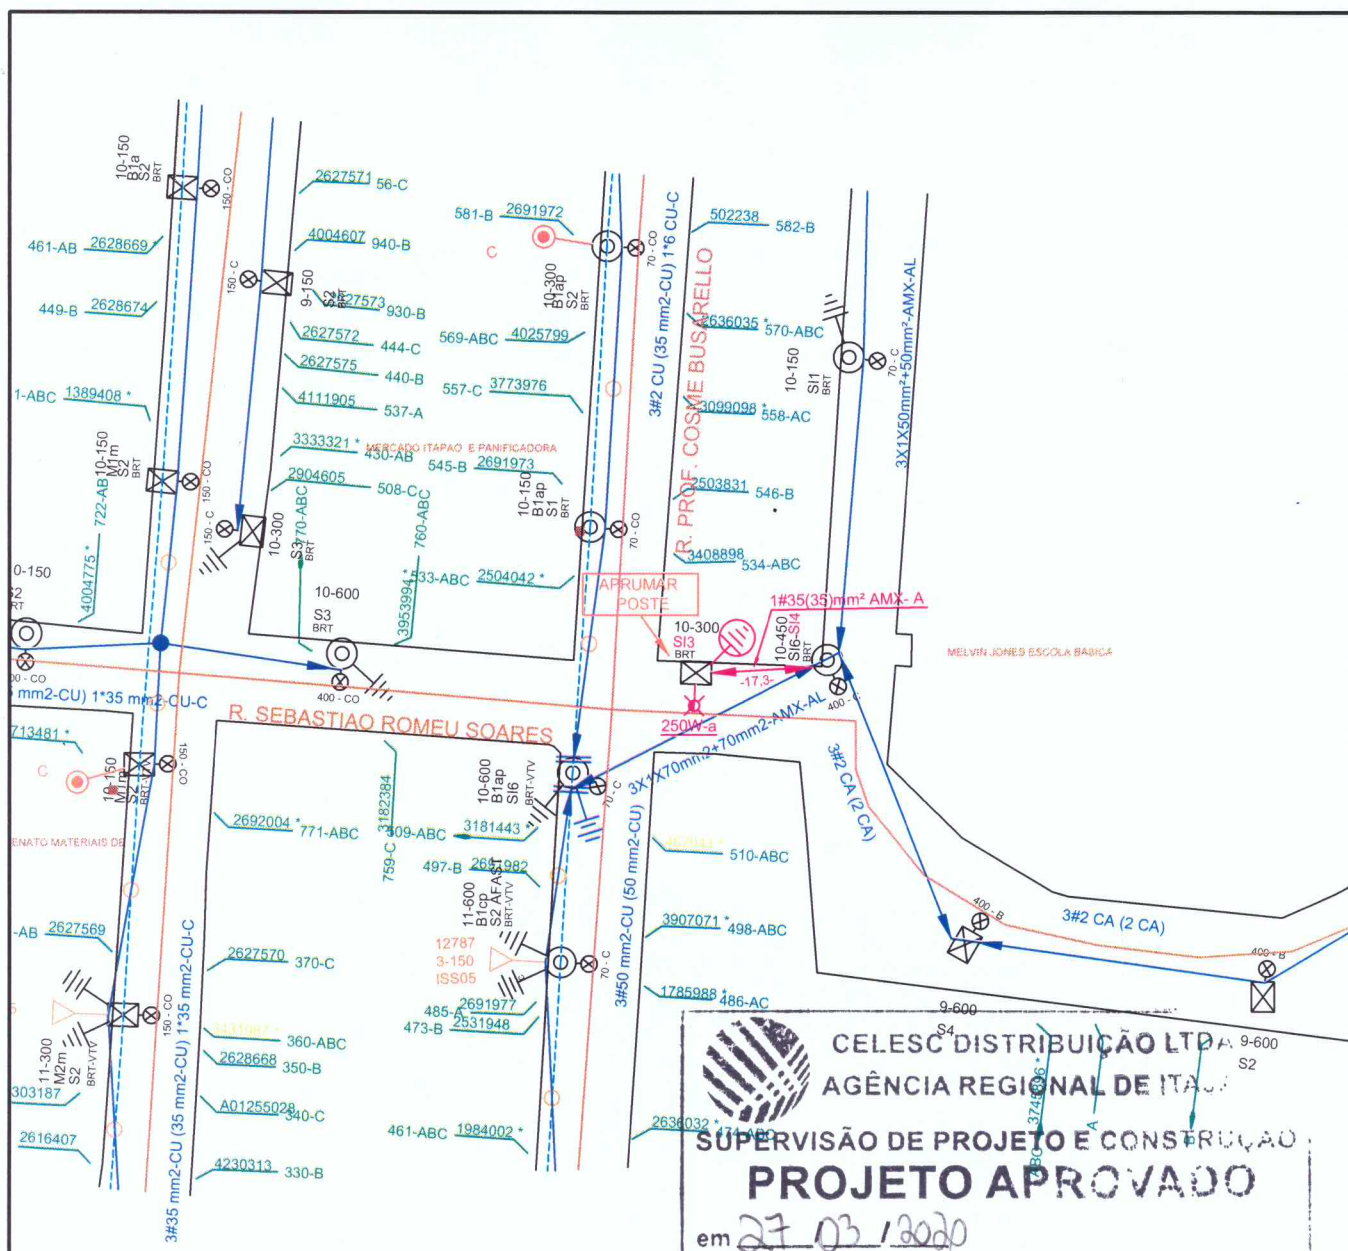 10-150
B1a
S2
BRT
150 - CO
2627571
56-C
461-AB
2628669 *
4004607
940-B
150 - C
9-150
S2
BRT
449-B
2628674
2627573
930-B
2627572
444-C
2627575
440-B
1-ABC
1389408 *
4111905
537-A
3333321 *
430-AB
MERCADO ITAPAO E PANIFICADORA
2904605
508-C
10-150
M1m
S2
BRT
150 - CO
722-AB
4004775 *
150 - C
10-300
S3
BRT
770-ABC
760-ABC
3953994 *
10-600
S3
BRT
400 - CO
0-150
S2
BRT
00 - CO
581-B
2691972
C
70 - CO
10-300
B1ap
S2
BRT
569-ABC
4025799
557-C
3773976
545-B
2691973
10-150
B1ap
S1
BRT
70 - CO
533-ABC
2504042 *
3#2 CU (35 mm2-CU) 1*6 CU-C
R. PROF. COSME BUSARELLO
502238
582-B
2636035 *
570-ABC
3099098 *
558-AC
2503831
546-B
3408898
534-ABC
10-150
SI1
BRT
70 - C
3X1X50mm²+50mm²-AMX-AL
APRUMAR
POSTE
10-300
SI3
BRT
1#35(35)mm² AMX- A
10-450
SI6-SI4
BRT
-17,3-
250W-a
400 - C
MELVIN JONES ESCOLA BASICA
mm2-CU) 1*35 mm2-CU-C
R. SEBASTIAO ROMEU SOARES
3X1X70mm2+70mm2-AMX-AL
3#2 CA (2 CA)
713481 *
C
10-150
M1m
S2
BRT-VTV
150 - CO
ENATO MATERIAIS DE
2692004 *
771-ABC
3182384
759-C
10-600
B1ap
SI6
BRT-VTV
70 - C
509-ABC
3181443 *
497-B
2691982
510-ABC
11-600
B1cp
S2 AFAST
BRT-VTV
12787
3-150
ISS05
70 - C
3#50 mm2-CU (50 mm2-CU)
3907071 *
498-ABC
400 - B
3#2 CA (2 CA)
400 - B
-AB
2627569
2627570
370-C
485-A
2691977
473-B
2531948
1785988 *
486-AC
9-600
S4
9-600
S2
150 - CO
11-300
M2m
S2
BRT-VTV
360-ABC
2628668
350-B
A01255028
340-C
303187
2616407
4230313
330-B
3#35 mm2-CU (35 mm2-CU) 1*35 mm2-CU-C
461-ABC
1984002 *
2636032 *
474-ABC
3745896 *
A
CELESC DISTRIBUIÇÃO LTDA
AGÊNCIA REGIONAL DE ITAJ
SUPERVISÃO DE PROJETO E CONSTRUÇÃO
PROJETO APROVADO
em 27 / 03 / 2020